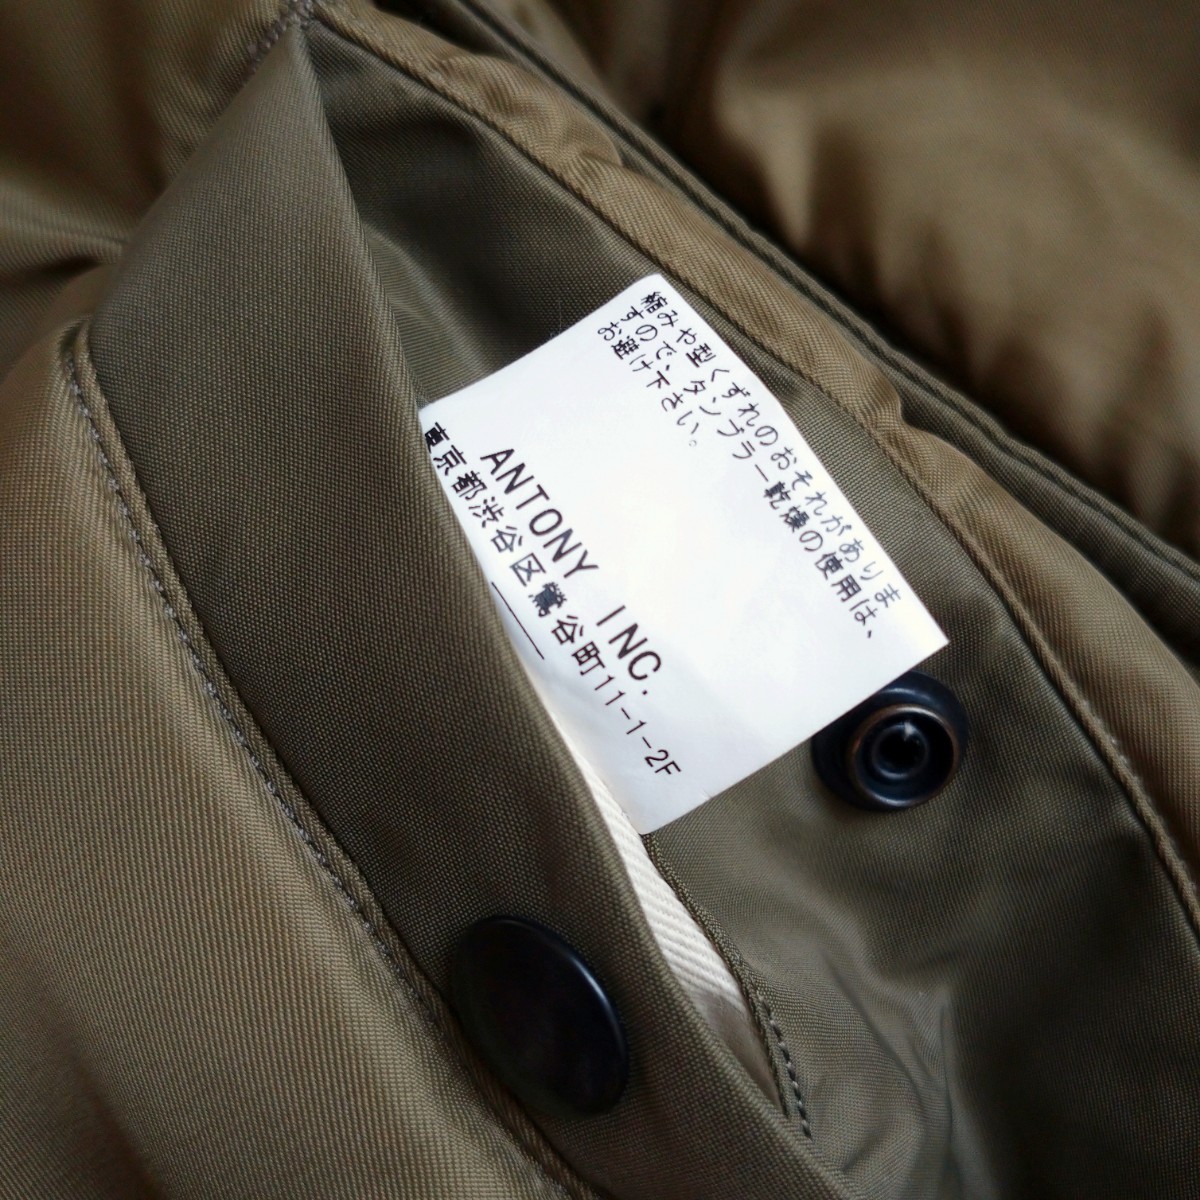 縮みや型くずれのおそれがありま
すので、タンブラー乾燥の使用は、
お避け下さい。
ANTONY INC.
東京都渋谷区鶯谷町11-1-2F